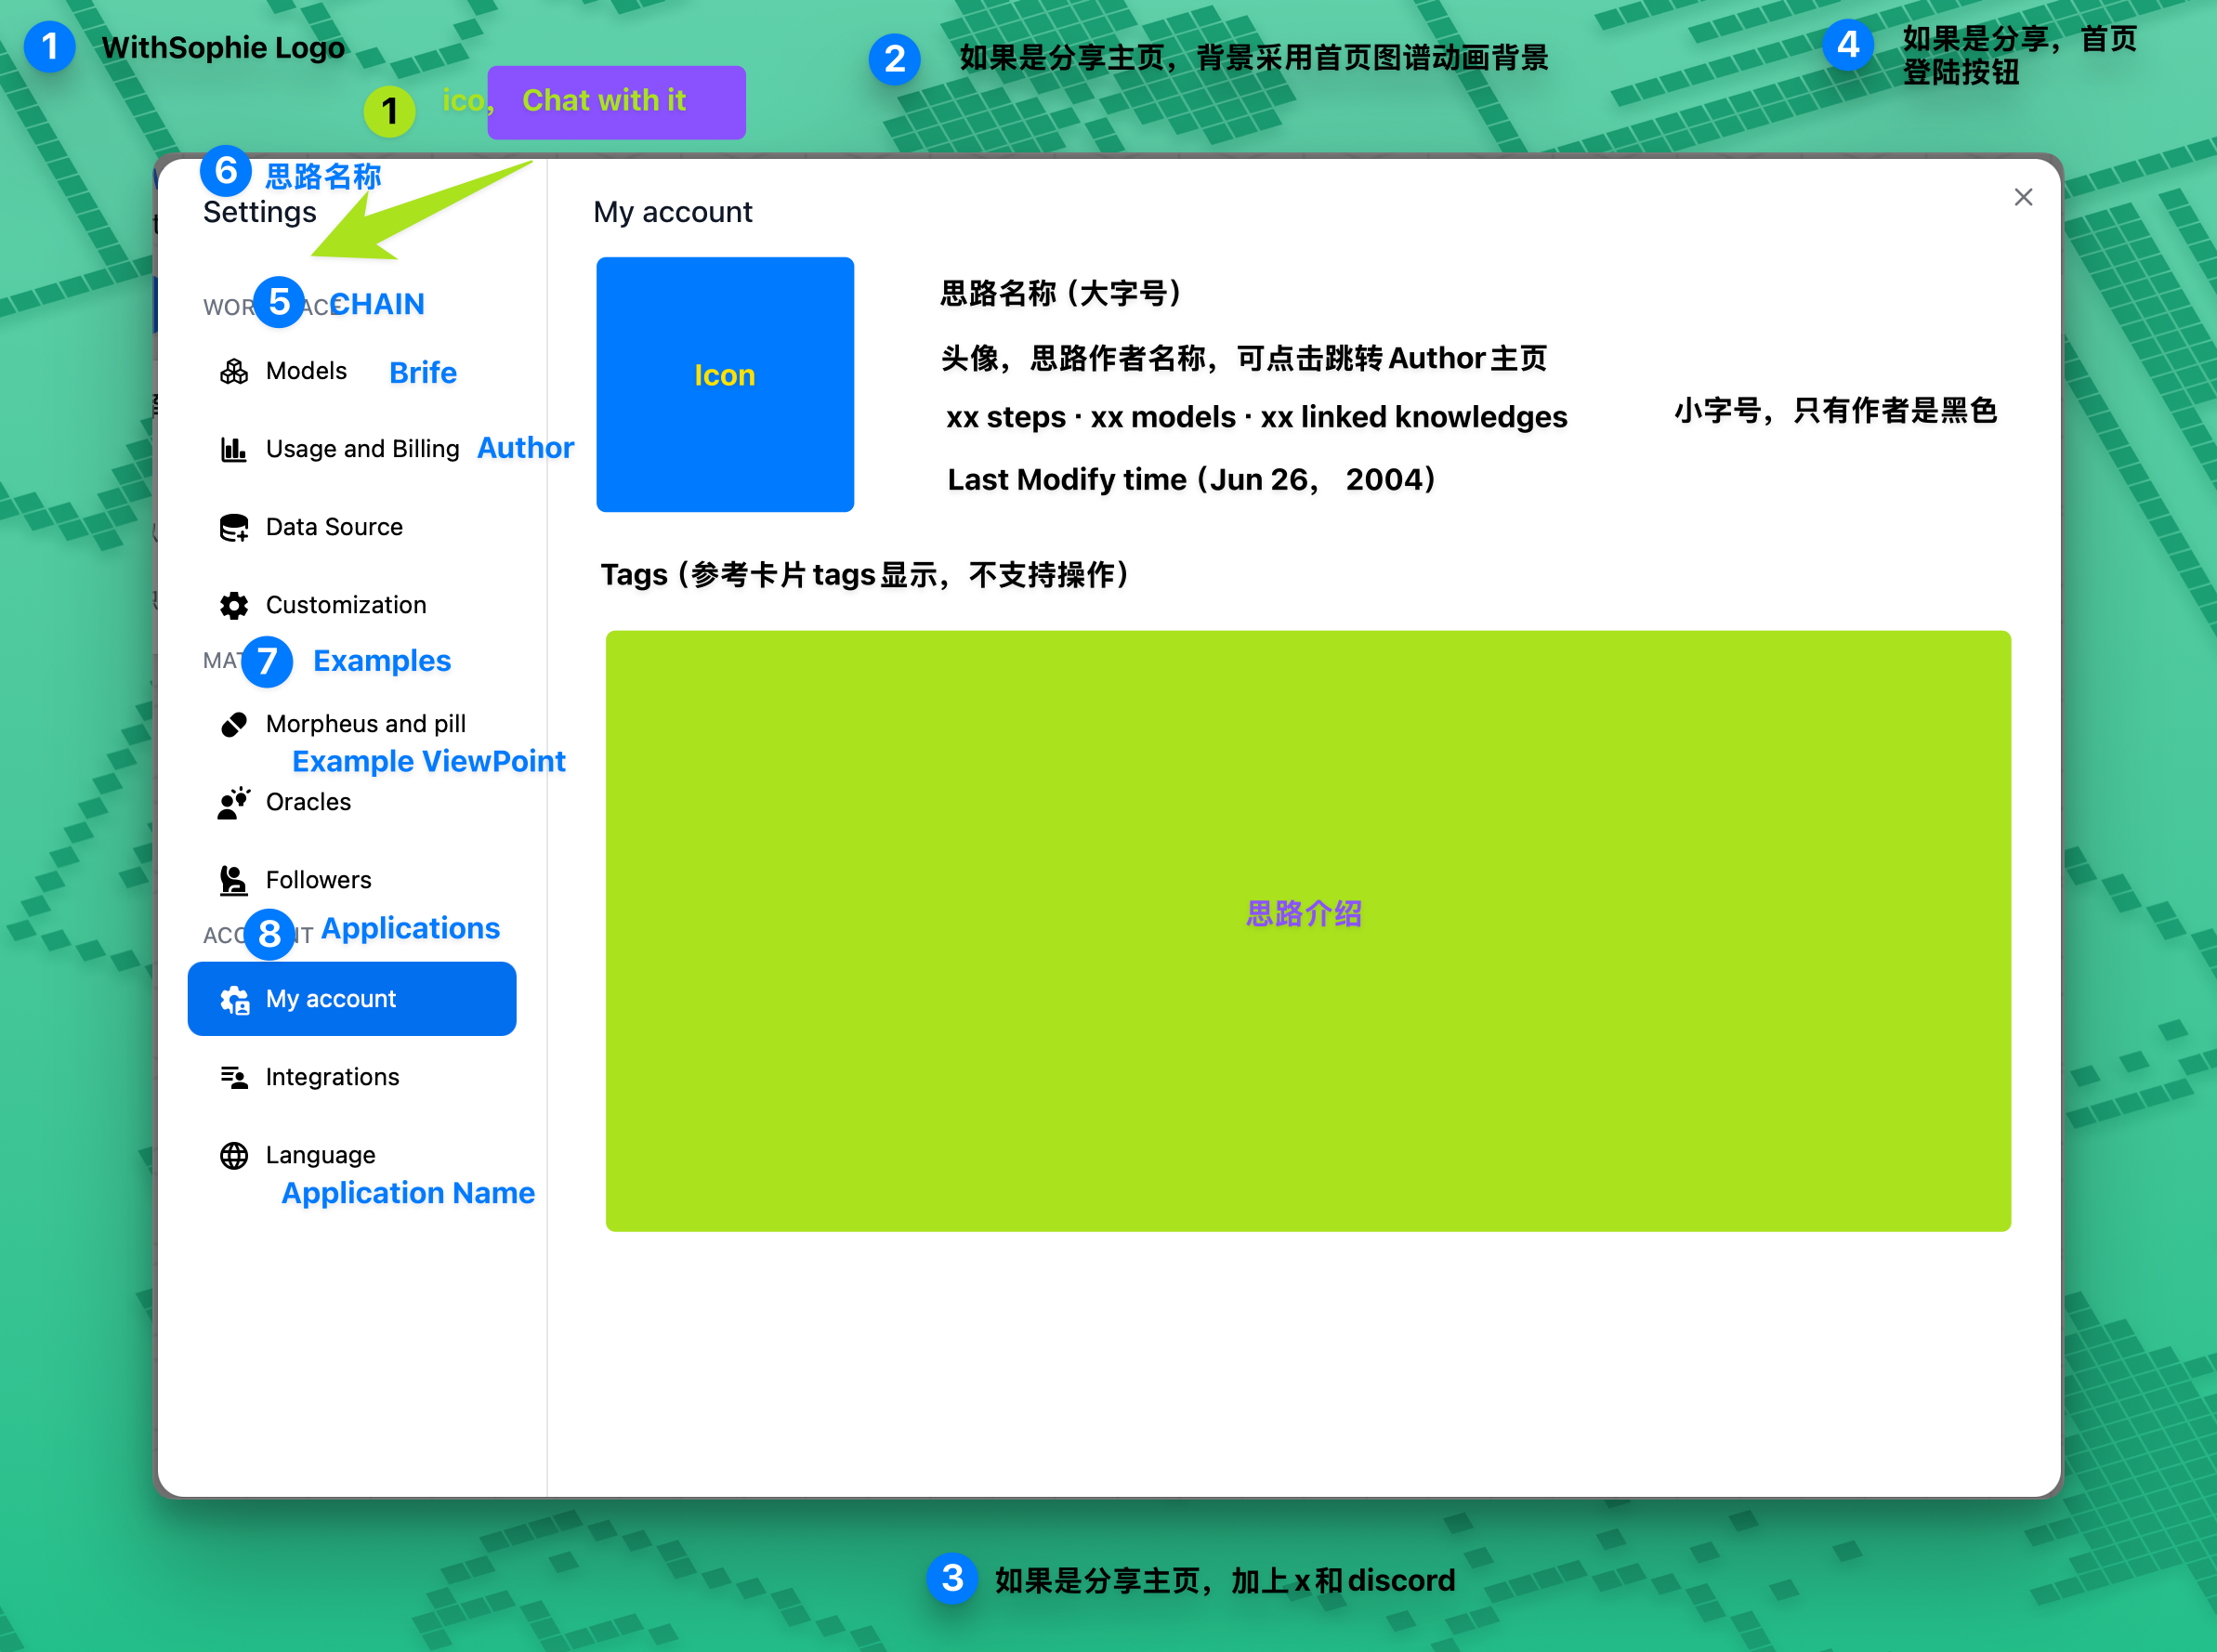 1 WithSophie Logo
2 如果是分享主页，背景采用首页图谱动画背景
4 如果是分享，首页
登陆按钮
1 ico， Chat with it
6 思路名称
Settings
5 CHAIN
Models Brife
Usage and Billing Author
Data Source
Customization
7 Examples
Morpheus and pill
Example ViewPoint
Oracles
Followers
8 Applications
My account
Integrations
Language
Application Name
My account
Icon
思路名称（大字号）
头像，思路作者名称，可点击跳转Author主页
xx steps · xx models · xx linked knowledges
小字号，只有作者是黑色
Last Modify time（Jun 26， 2004）
Tags（参考卡片tags显示，不支持操作）
思路介绍
3 如果是分享主页，加上x和discord